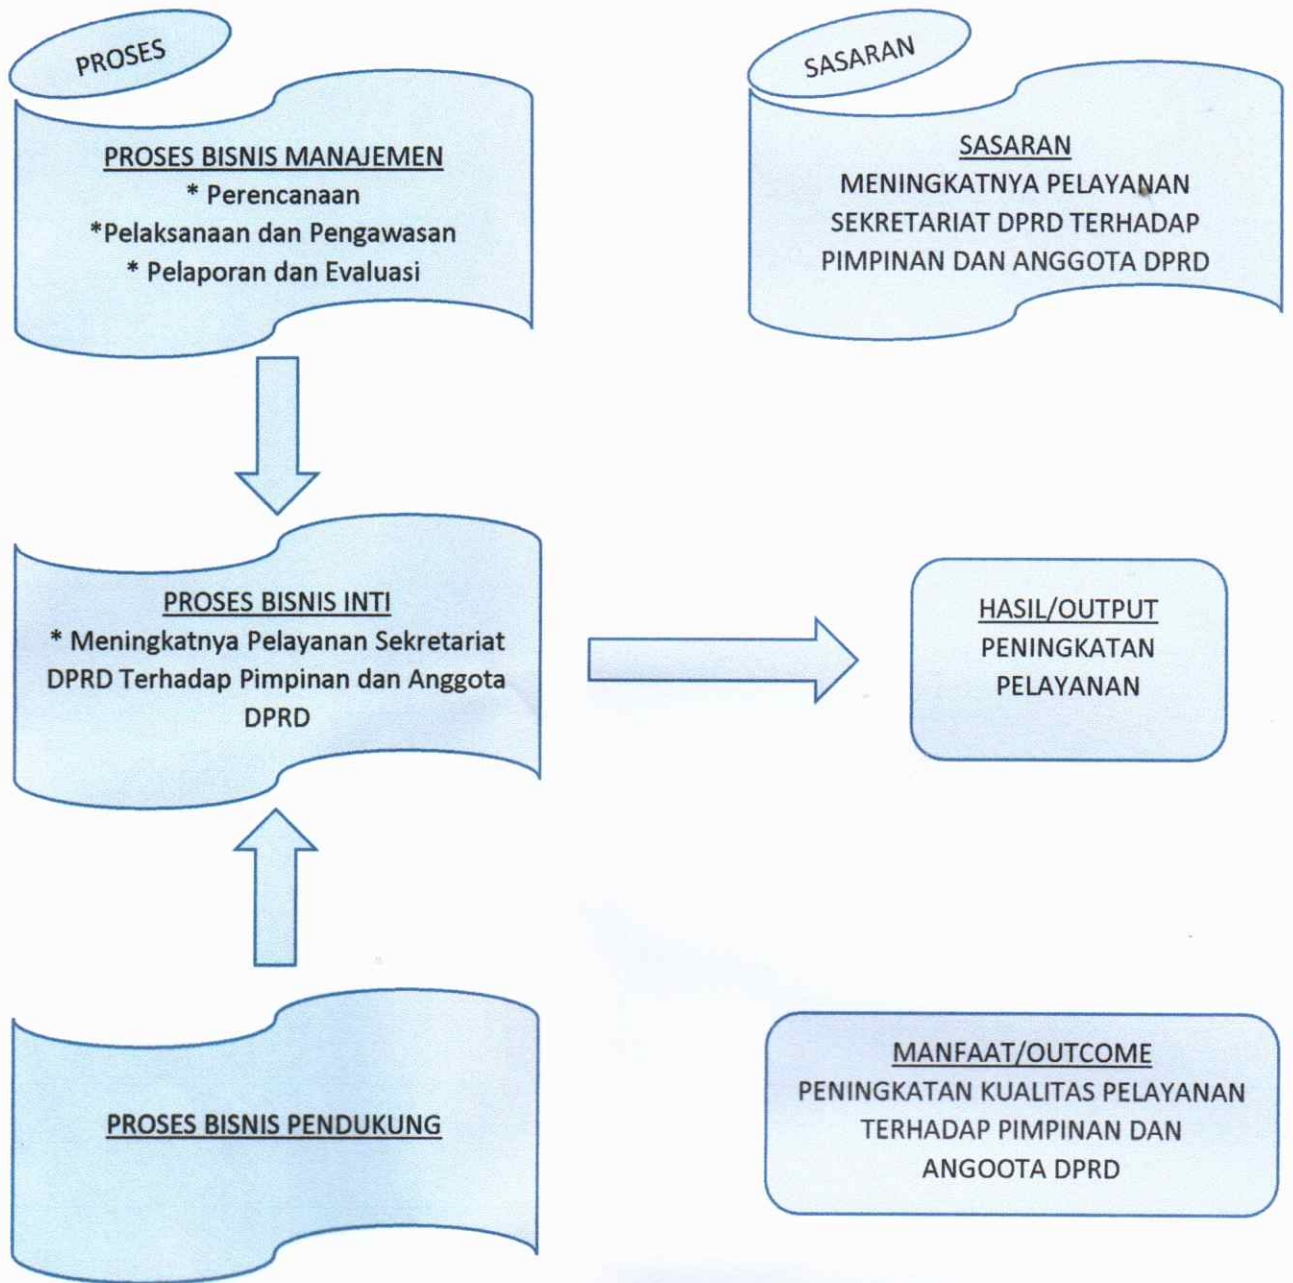 PROSES
PROSES BISNIS MANAJEMEN
* Perencanaan
*Pelaksanaan dan Pengawasan
* Pelaporan dan Evaluasi
SASARAN
SASARAN
MENINGKATNYA PELAYANAN
SEKRETARIAT DPRD TERHADAP
PIMPINAN DAN ANGGOTA DPRD
PROSES BISNIS INTI
* Meningkatnya Pelayanan Sekretariat
DPRD Terhadap Pimpinan dan Anggota
DPRD
HASIL/OUTPUT
PENINGKATAN
PELAYANAN
PROSES BISNIS PENDUKUNG
MANFAAT/OUTCOME
PENINGKATAN KUALITAS PELAYANAN
TERHADAP PIMPINAN DAN
ANGOOTA DPRD